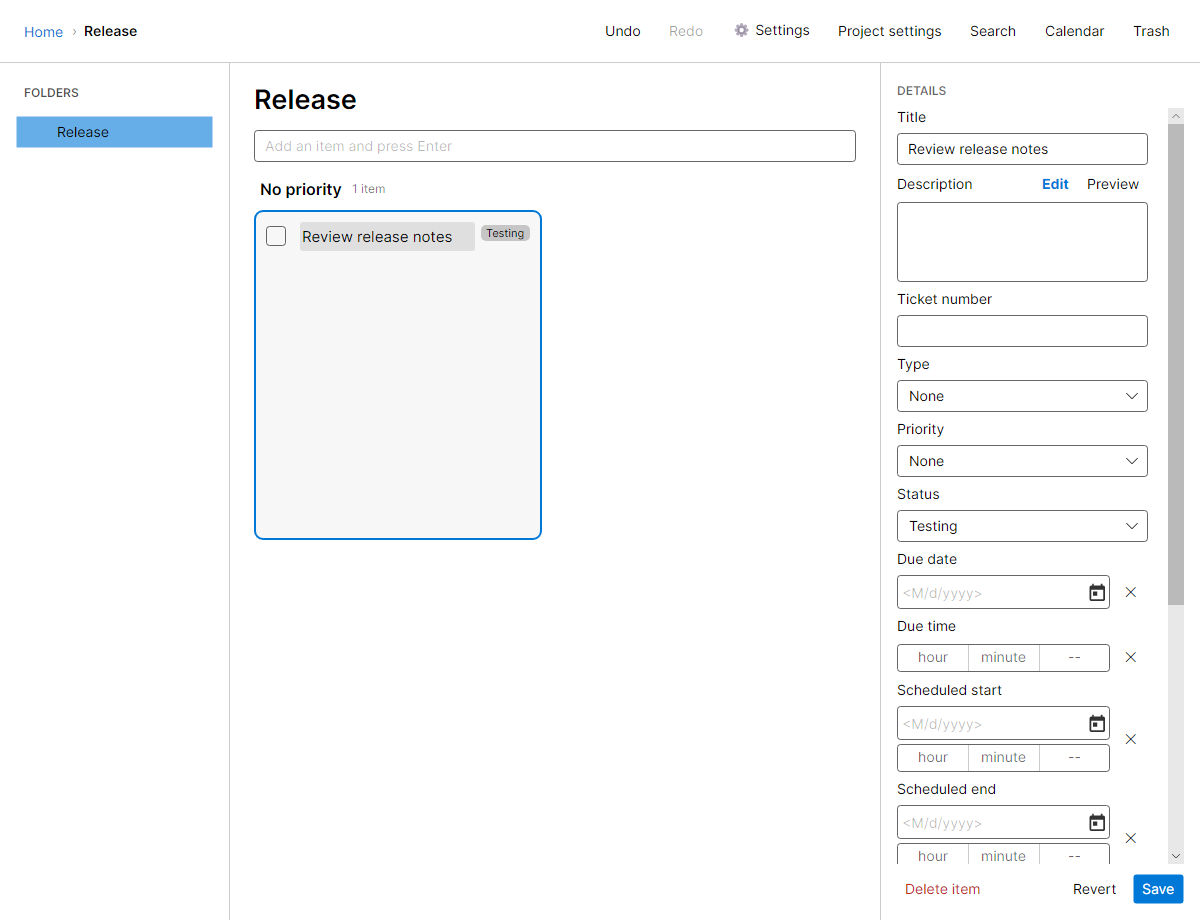 Home › Release
Undo Redo Settings Project settings Search Calendar Trash
FOLDERS
Release
Release
Add an item and press Enter
No priority 1 item
Review release notes Testing
DETAILS
Title
Review release notes
Description Edit Preview
Ticket number
Type
None
Priority
None
Status
Testing
Due date
<M/d/yyyy>
Due time
hour minute --
Scheduled start
<M/d/yyyy>
hour minute --
Scheduled end
<M/d/yyyy>
hour minute --
Delete item Revert Save